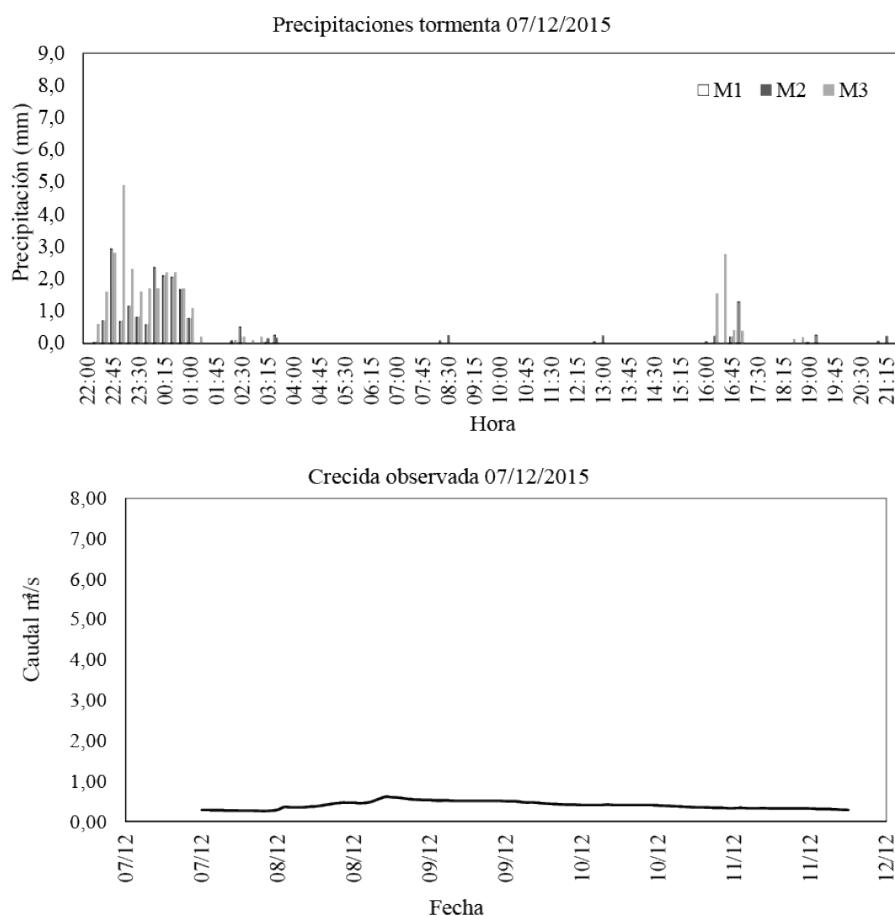 Precipitaciones tormenta 07/12/2015
9,0
8,0
7,0
6,0
5,0
4,0
3,0
2,0
1,0
0,0
Precipitación (mm)
M1 M2 M3
22:00 22:45 23:30 00:15 01:00 01:45 02:30 03:15 04:00 04:45 05:30 06:15 07:00 07:45 08:30 09:15 10:00 10:45 11:30 12:15 13:00 13:45 14:30 15:15 16:00 16:45 17:30 18:15 19:00 19:45 20:30 21:15
Hora
Crecida observada 07/12/2015
8,00
7,00
6,00
5,00
4,00
3,00
2,00
1,00
0,00
Caudal m³/s
07/12 07/12 08/12 08/12 09/12 09/12 10/12 10/12 11/12 11/12 12/12
Fecha